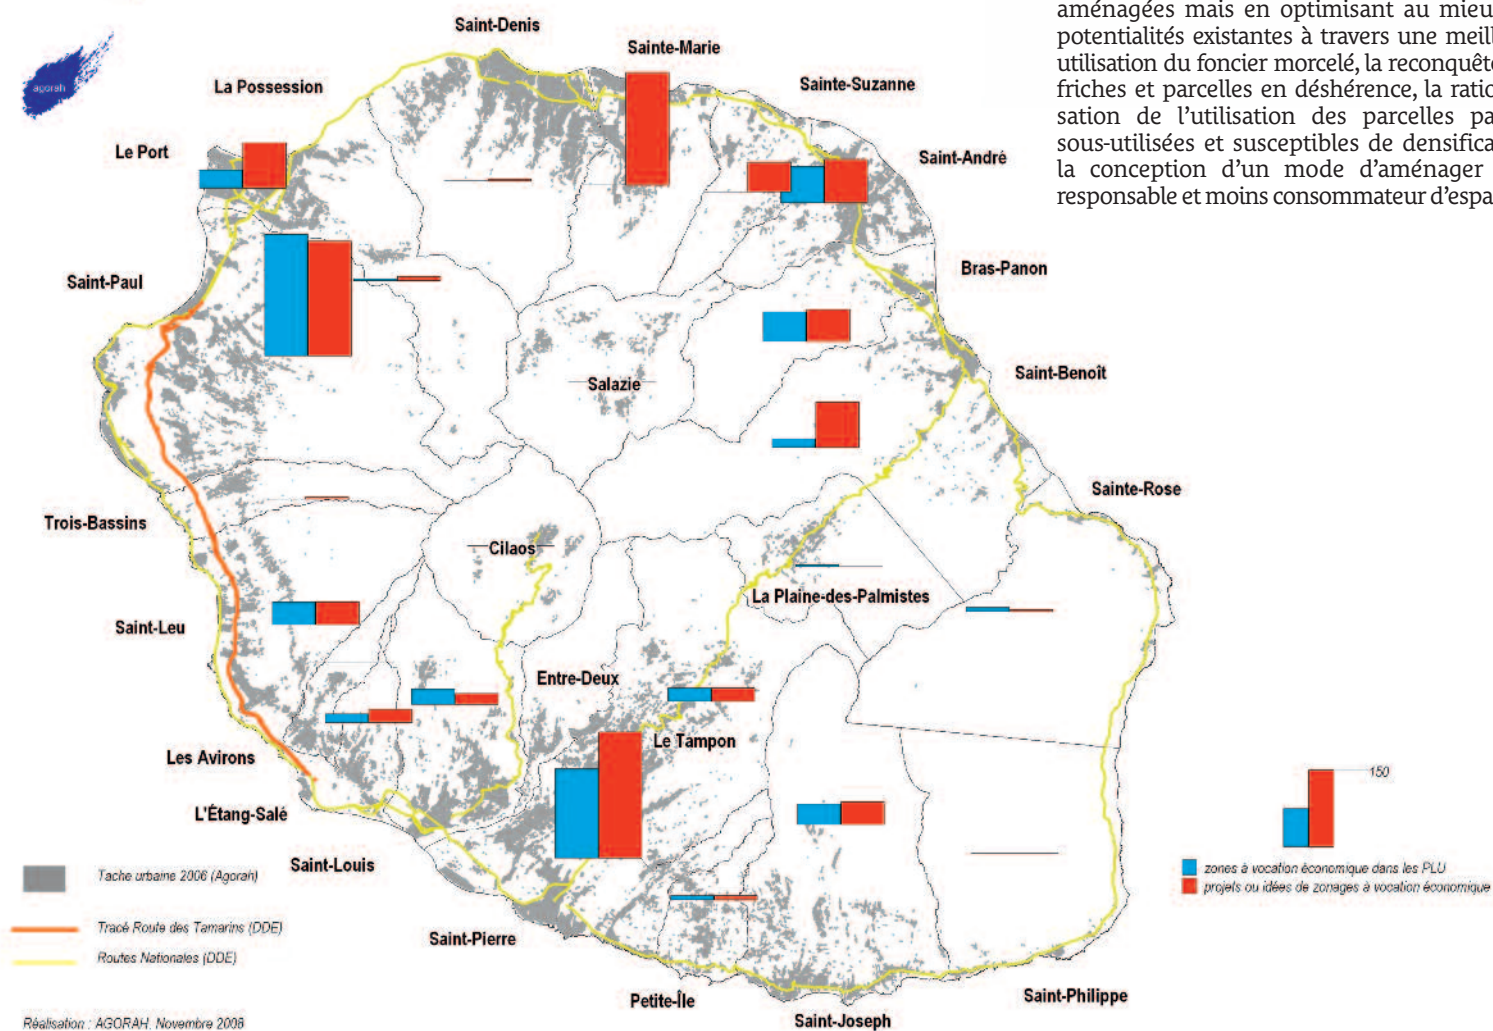 aménagées mais en optimisant au mieu
potentialités existantes à travers une meill
utilisation du foncier morcelé, la reconquête
friches et parcelles en déshérence, la ratio
sation de l'utilisation des parcelles pa
sous-utilisées et susceptibles de densifica
la conception d'un mode d'aménager
responsable et moins consommateur d'espa
agorah
Saint-Denis
Sainte-Marie
La Possession
Sainte-Suzanne
Le Port
Saint-André
Saint-Paul
Bras-Panon
Salazie
Saint-Benoît
Sainte-Rose
Trois-Bassins
Cilaos
La Plaine-des-Palmistes
Saint-Leu
Entre-Deux
Le Tampon
Les Avirons
L'Étang-Salé
Saint-Louis
Saint-Pierre
Petite-Île
Saint-Joseph
Saint-Philippe
150
zones à vocation économique dans les PLU
projets ou idées de zonages à vocation économique
Tache urbaine 2006 (Agorah)
Tracé Route des Tamarins (DDE)
Routes Nationales (DDE)
Réalisation : AGORAH, Novembre 2008